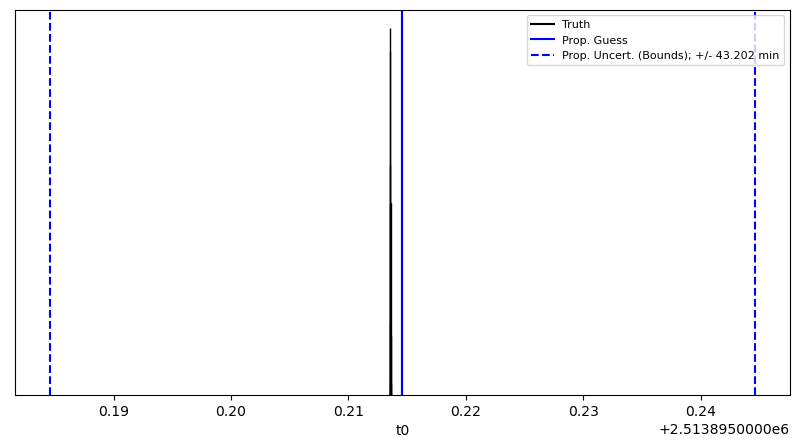 Truth
Prop. Guess
Prop. Uncert. (Bounds); +/- 43.202 min
0.19 0.20 0.21 0.22 0.23 0.24
t0
+2.5138950000e6